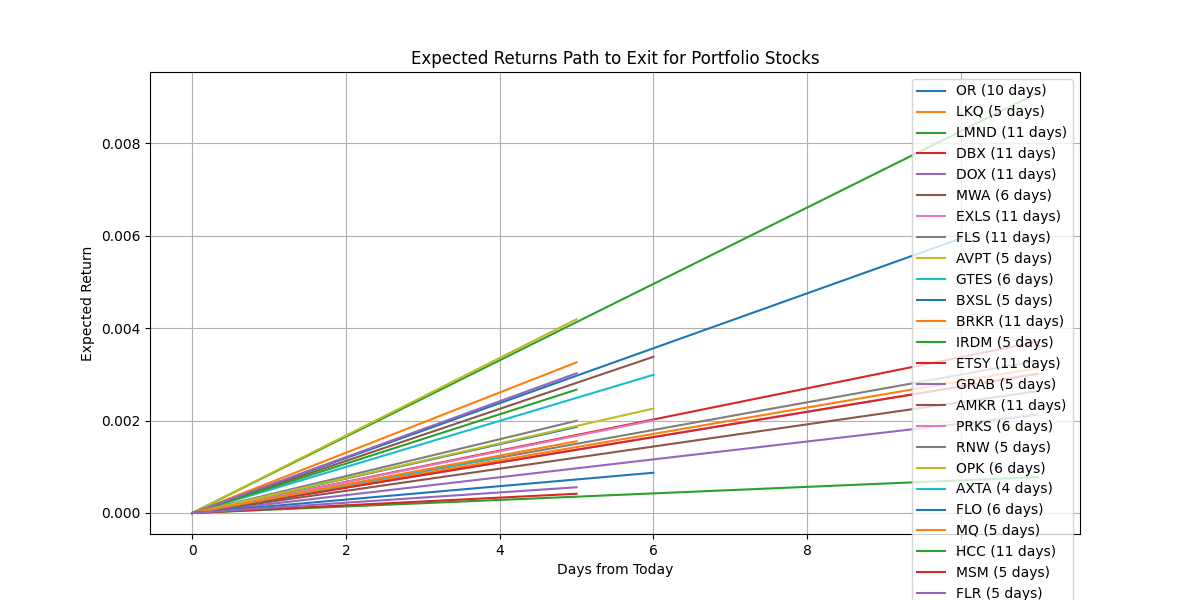 Expected Returns Path to Exit for Portfolio Stocks
Expected Return
0.008
0.006
0.004
0.002
0.000
0
2
4
6
8
Days from Today
OR (10 days)
LKQ (5 days)
LMND (11 days)
DBX (11 days)
DOX (11 days)
MWA (6 days)
EXLS (11 days)
FLS (11 days)
AVPT (5 days)
GTES (6 days)
BXSL (5 days)
BRKR (11 days)
IRDM (5 days)
ETSY (11 days)
GRAB (5 days)
AMKR (11 days)
PRKS (6 days)
RNW (5 days)
OPK (6 days)
AXTA (4 days)
FLO (6 days)
MQ (5 days)
HCC (11 days)
MSM (5 days)
FLR (5 days)